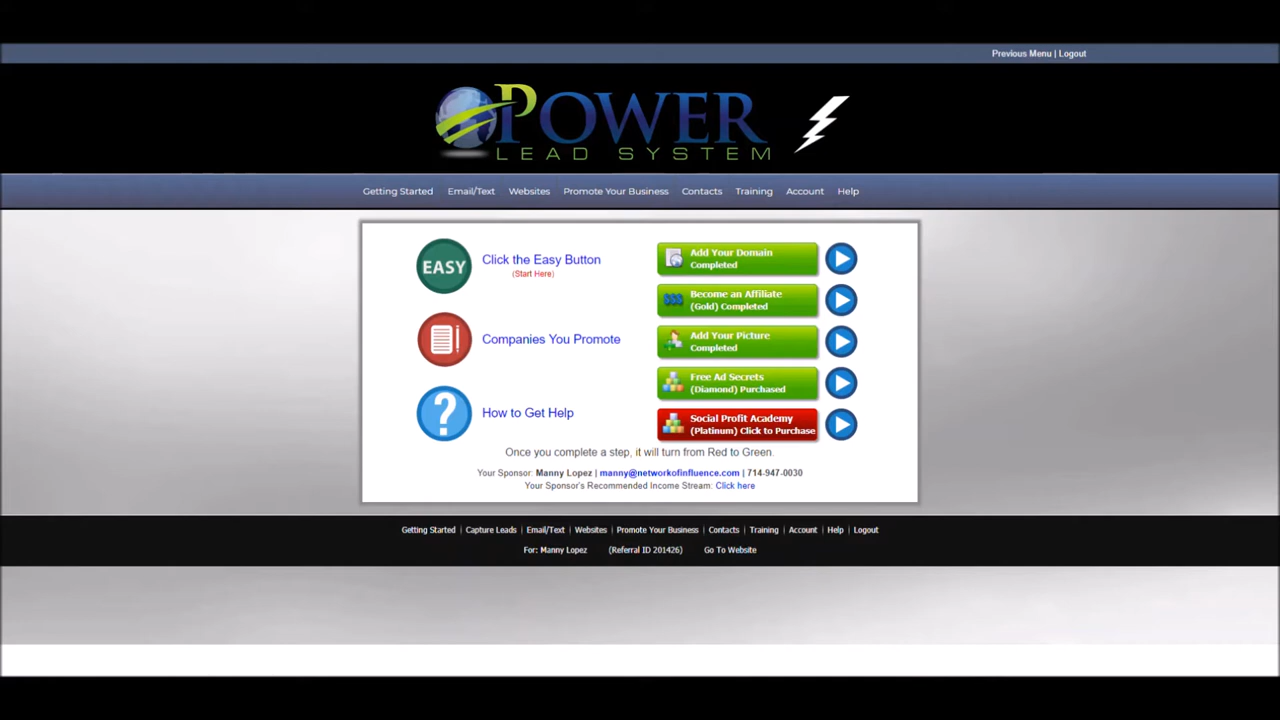 Previous Menu | Logout
POWER
LEAD SYSTEM
Getting Started Email/Text Websites Promote Your Business Contacts Training Account Help
EASY
Click the Easy Button
(Start Here)
Companies You Promote
?
How to Get Help
Add Your Domain
Completed
Become an Affiliate
(Gold) Completed
Add Your Picture
Completed
Free Ad Secrets
(Diamond) Purchased
Social Profit Academy
(Platinum) Click to Purchase
Once you complete a step, it will turn from Red to Green.
Your Sponsor: Manny Lopez | manny@networkofinfluence.com | 714-947-0030
Your Sponsor's Recommended Income Stream: Click here
Getting Started | Capture Leads | Email/Text | Websites | Promote Your Business | Contacts | Training | Account | Help | Logout
For: Manny Lopez (Referral ID 201426) Go To Website